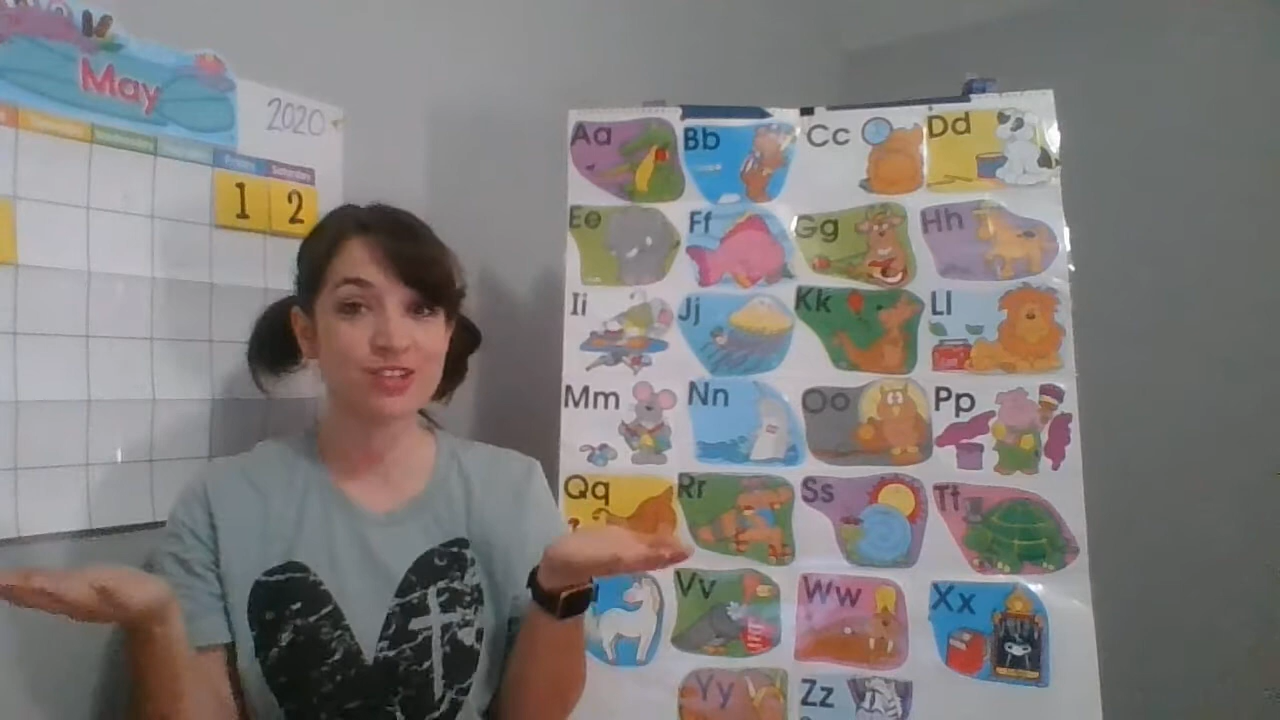 May
2020
Friday
Saturday
1 2
Aa Bb Cc Dd
Ee Ff Gg Hh
Ii Jj Kk Ll
Mm Nn Oo Pp
Qq Rr Ss Tt
Vv Ww Xx
Yy Zz